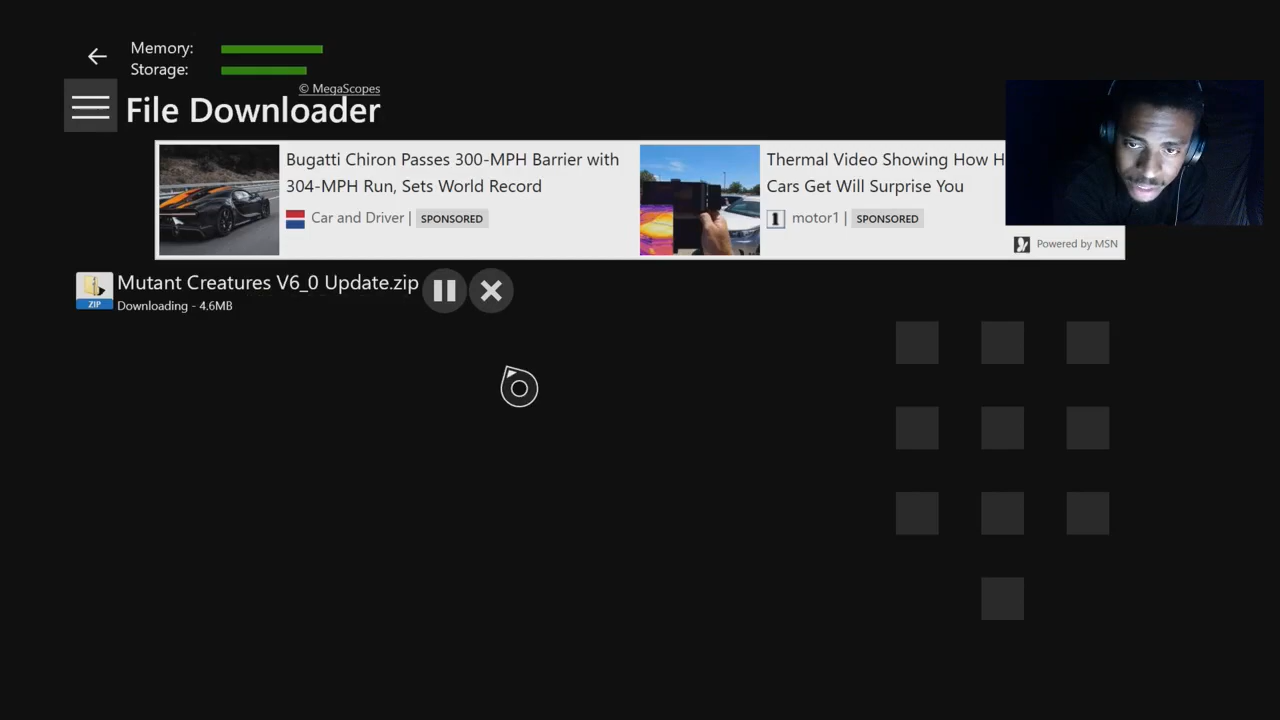 Memory:
Storage:
© MegaScopes
File Downloader
Bugatti Chiron Passes 300-MPH Barrier with
304-MPH Run, Sets World Record
Car and Driver | SPONSORED
Thermal Video Showing How H
Cars Get Will Surprise You
1 motor1 | SPONSORED
Powered by MSN
Mutant Creatures V6_0 Update.zip
ZIP
Downloading - 4.6MB